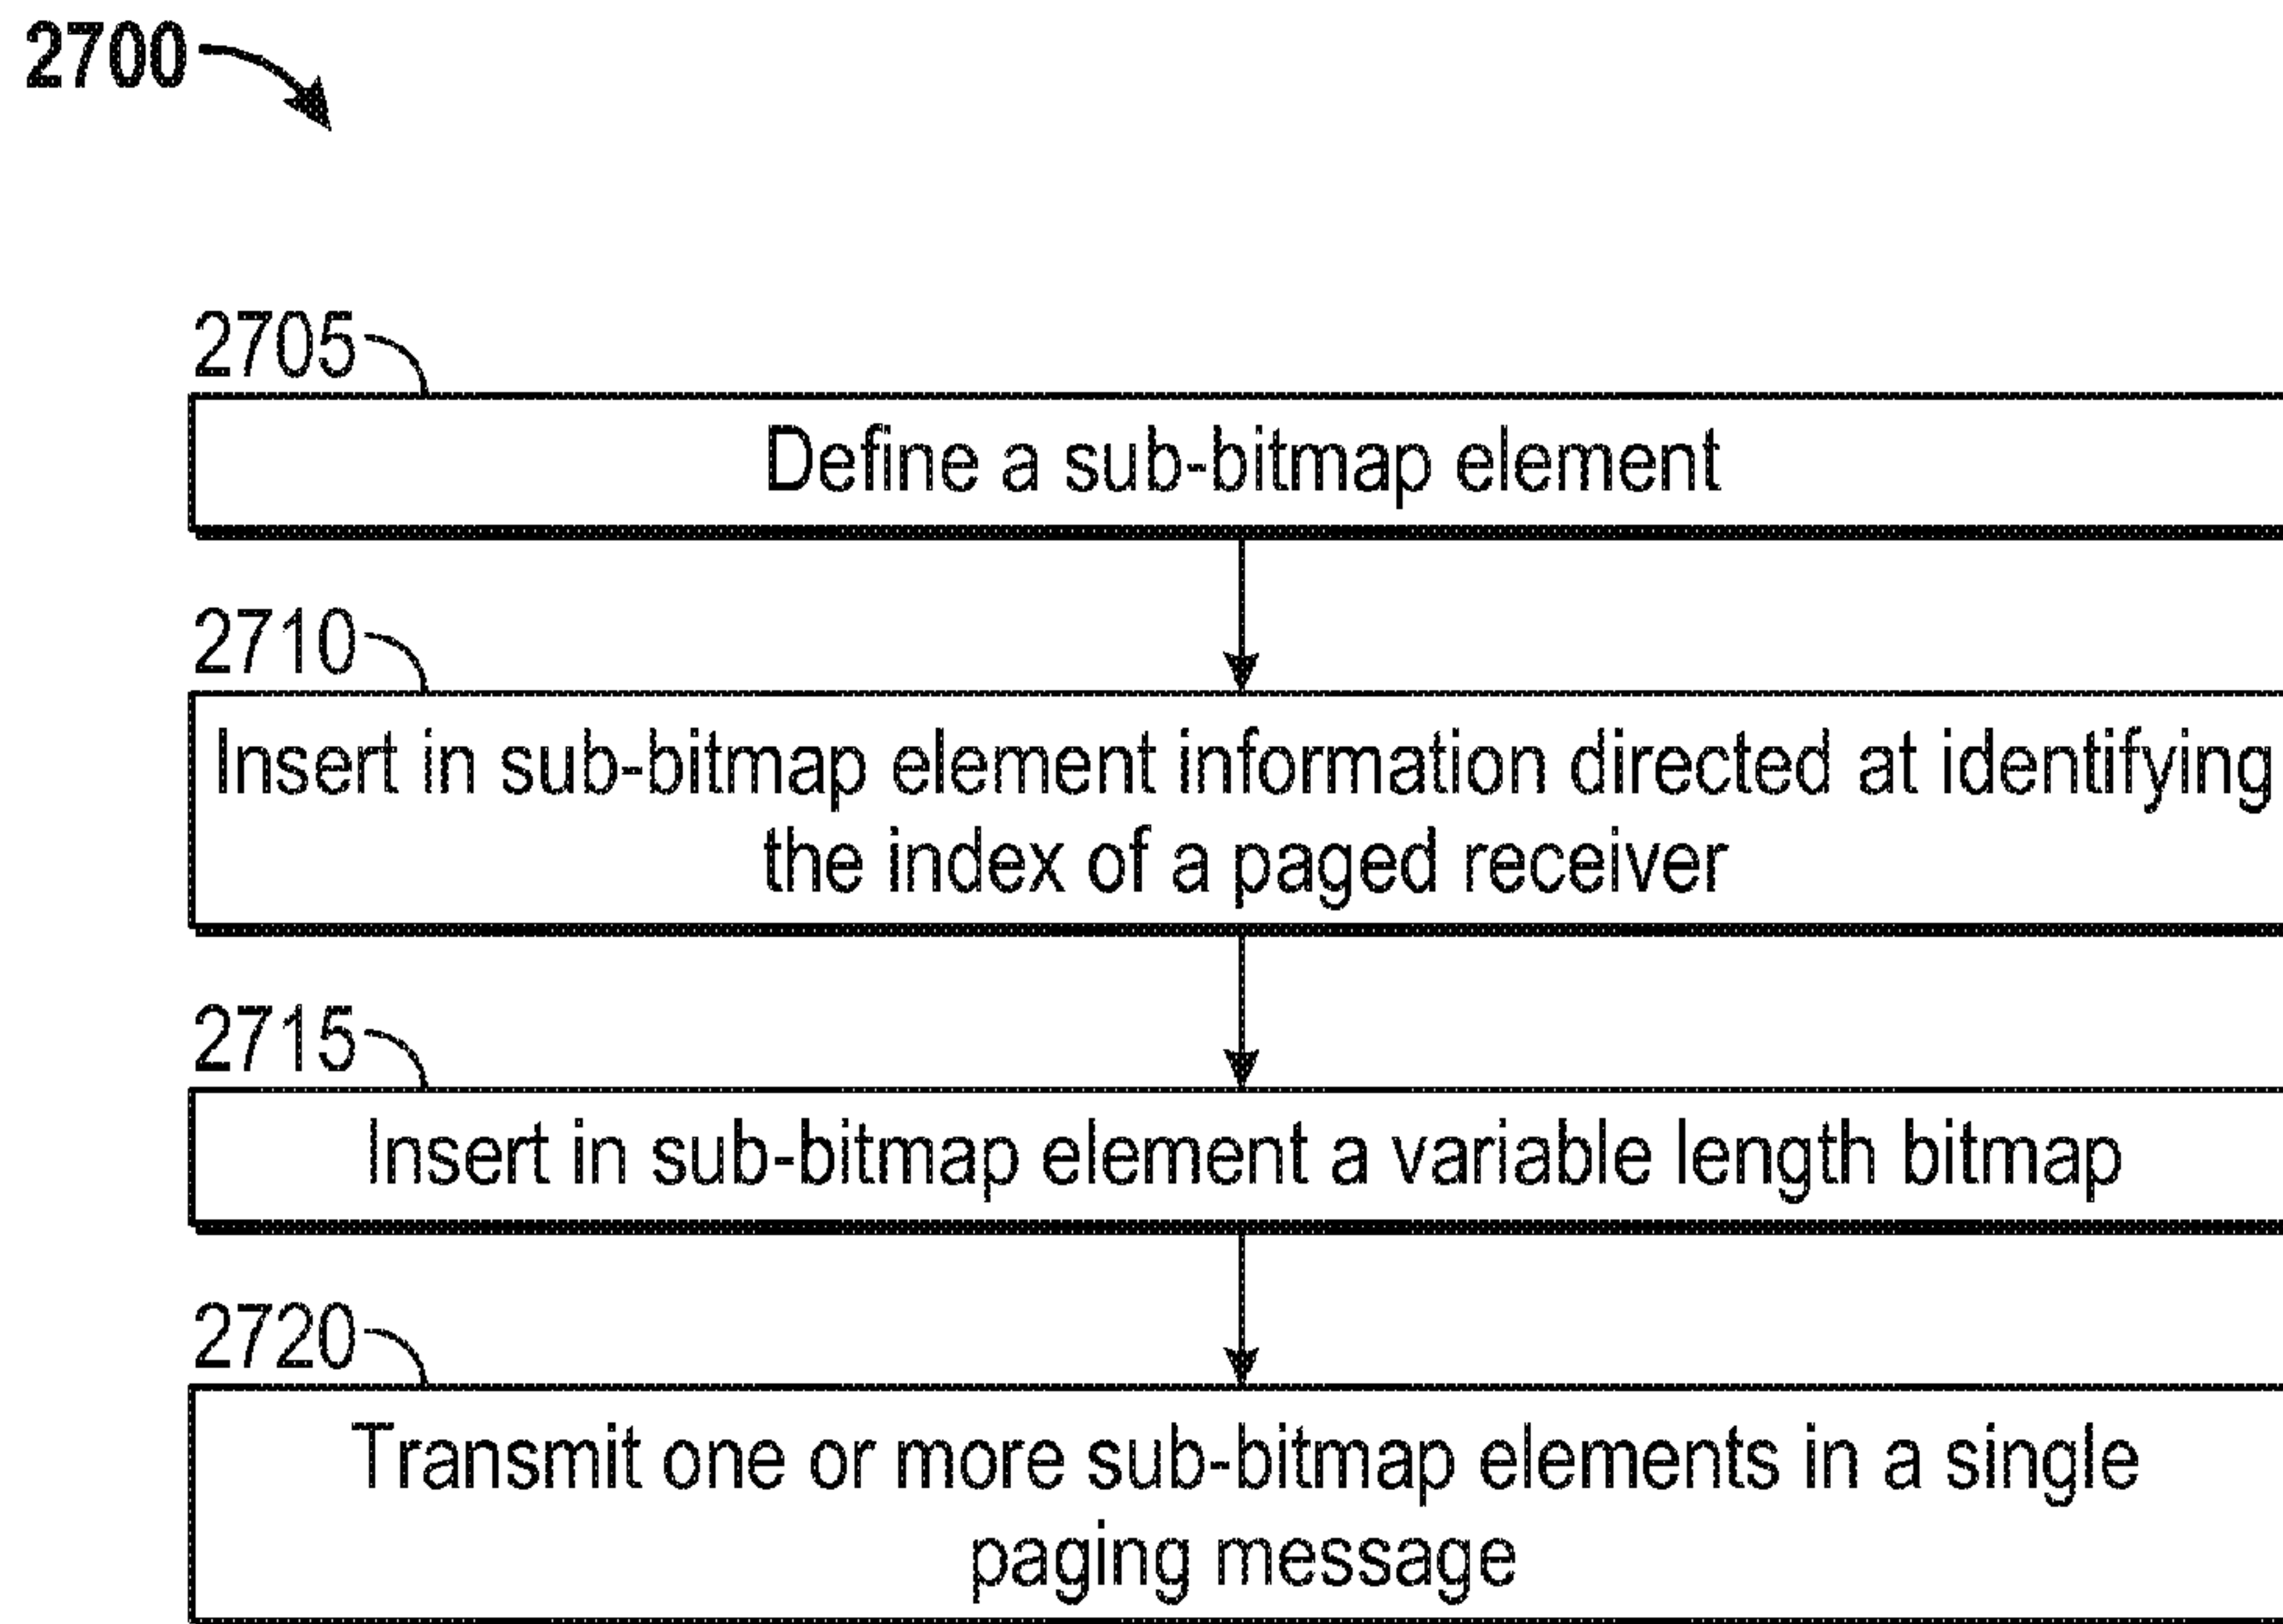 2700
2705
Define a sub-bitmap element
2710
Insert in sub-bitmap element information directed at identifying
the index of a paged receiver
2715
Insert in sub-bitmap element a variable length bitmap
2720
Transmit one or more sub-bitmap elements in a single
paging message